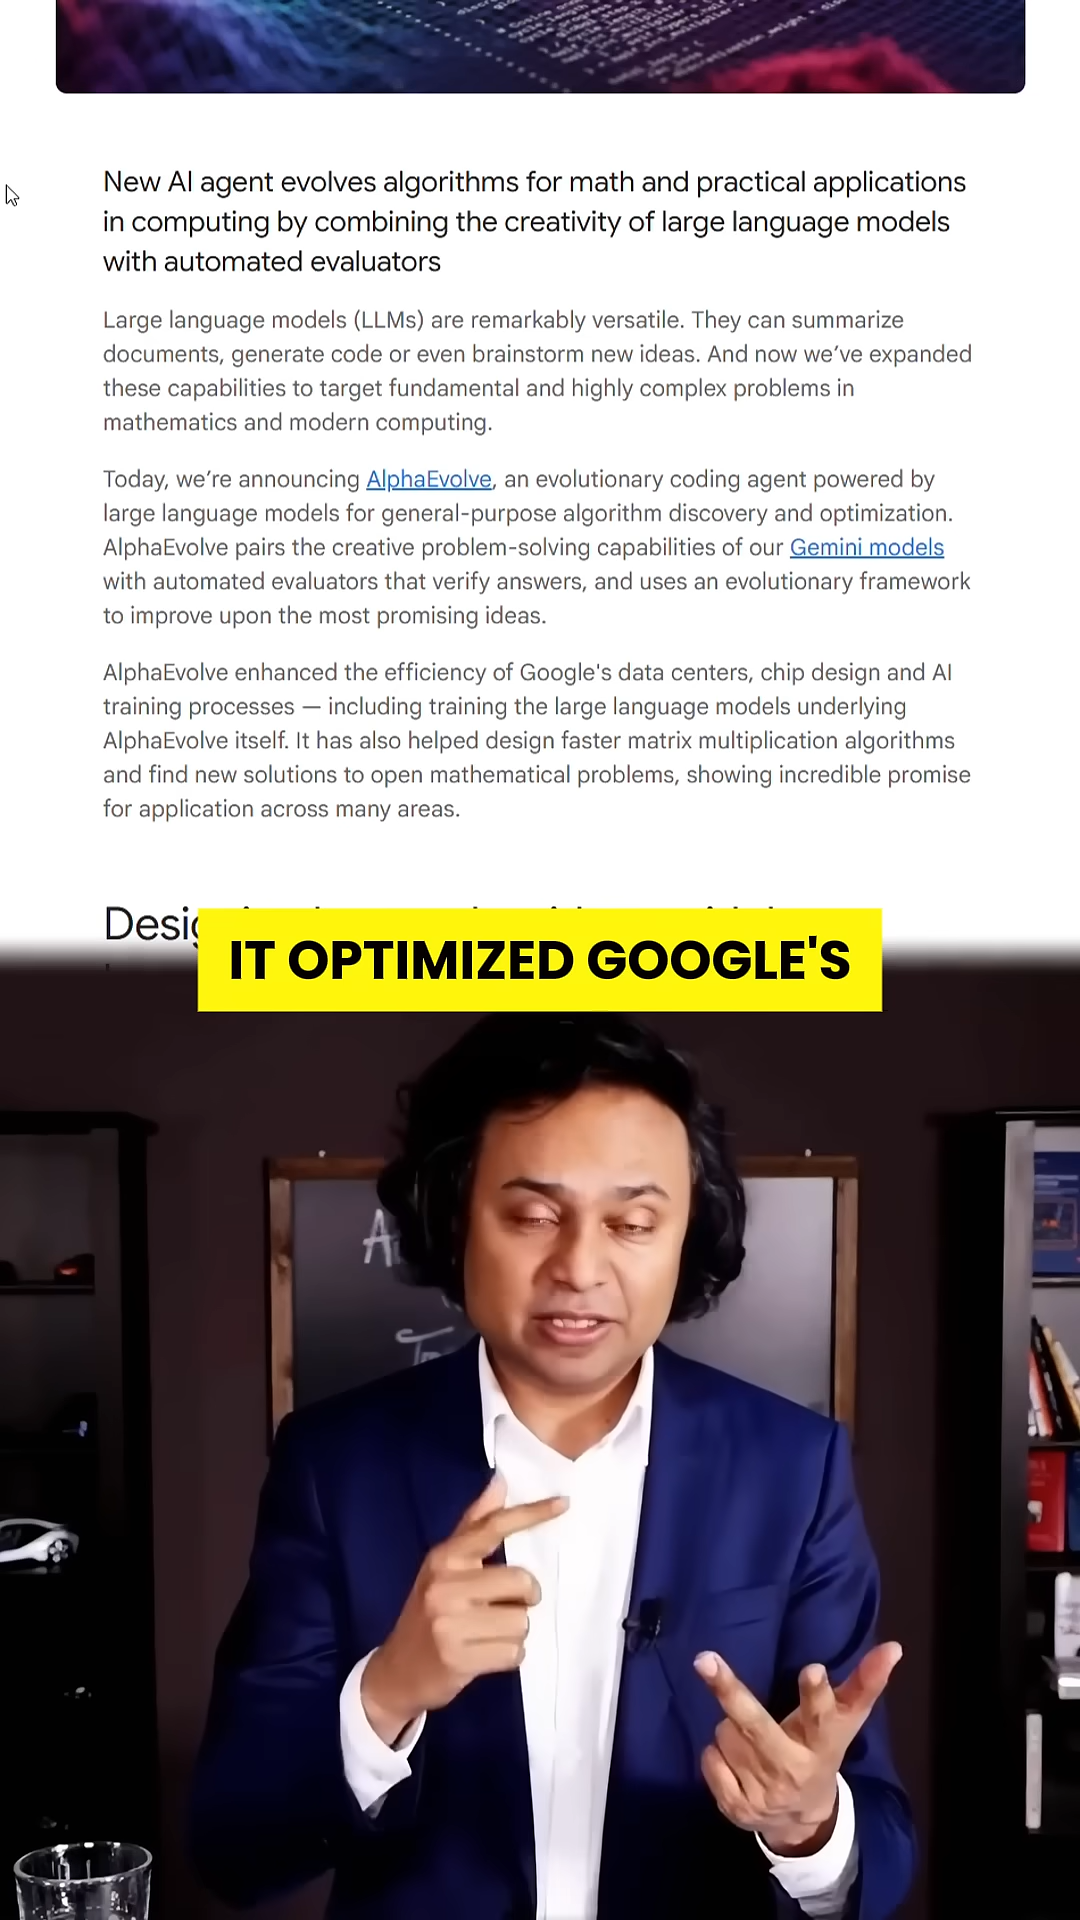 New AI agent evolves algorithms for math and practical applications
in computing by combining the creativity of large language models
with automated evaluators
Large language models (LLMs) are remarkably versatile. They can summarize
documents, generate code or even brainstorm new ideas. And now we’ve expanded
these capabilities to target fundamental and highly complex problems in
mathematics and modern computing.
Today, we’re announcing AlphaEvolve, an evolutionary coding agent powered by
large language models for general-purpose algorithm discovery and optimization.
AlphaEvolve pairs the creative problem-solving capabilities of our Gemini models
with automated evaluators that verify answers, and uses an evolutionary framework
to improve upon the most promising ideas.
AlphaEvolve enhanced the efficiency of Google's data centers, chip design and AI
training processes — including training the large language models underlying
AlphaEvolve itself. It has also helped design faster matrix multiplication algorithms
and find new solutions to open mathematical problems, showing incredible promise
for application across many areas.
IT OPTIMIZED GOOGLE'S